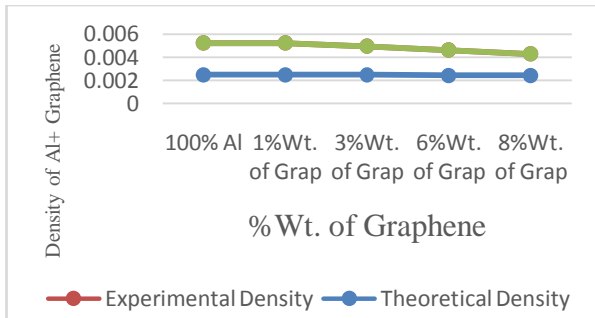 0.006
0.004
0.002
0
Density of Al+ Graphene
100% Al 1%Wt. 3%Wt. 6%Wt. 8%Wt.
of Grap of Grap of Grap of Grap
%Wt. of Graphene
Experimental Density Theoretical Density